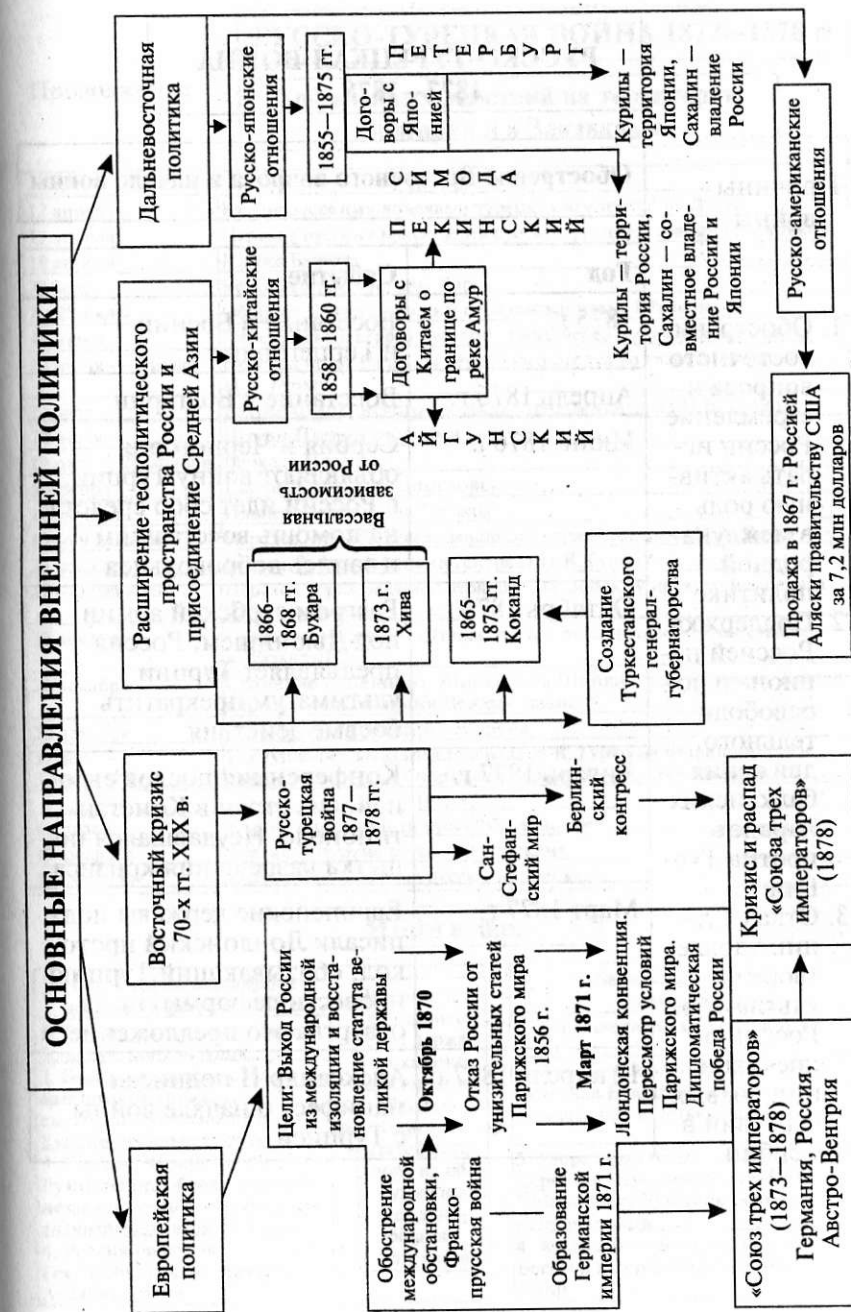 ОСНОВНЫЕ НАПРАВЛЕНИЯ ВНЕШНЕЙ ПОЛИТИКИ
Европейская
политика
Цели: Выход России
из международной
изоляции и восста-
новление статута ве-
ликой державы
Обострение
международной
обстановки,
Франко-
прусская война
Октябрь 1870
Отказ России от
унизительных статей
Парижского мира
1856 г.
Образование
Германской
империи 1871 г.
Март 1871 г.
Лондонская конвенция.
Пересмотр условий
Парижского мира.
Дипломатическая
победа России
«Союз трех императоров»
(1873—1878)
Германия, Россия,
Австро-Венгрия
Восточный кризис
70-х гг. XIX в.
Русско-
турецкая
война
1877—
1878 гг.
Сан-
Стефан-
ский мир
Берлин-
ский
конгресс
Кризис и распад
«Союза трех
императоров»
(1878)
Расширение геополитического
пространства России и
присоединение Средней Азии
1866—
1868 гг.
Бухара
1873 г.
Хива
Вассальная
зависимость
от России
1865—
1875 гг.
Коканд
Создание
Туркестанского
генерал-
губернаторства
Русско-китайские
отношения
1858—1860 гг.
Договоры с
Китаем о
границе по
реке Амур
АЙГУНСКИЙ
ПЕКИНСКИЙ
Дальневосточная
политика
Русско-японские
отношения
1855—1875 гг.
Дого-
воры с
Япо-
нией
СИМОДА
ПЕТЕРБУРГ
Курилы — терри-
тории России,
Сахалин — со-
вместное владе-
ние России и
Японии
Курилы —
территория
Японии,
Сахалин —
владение
России
Русско-американские
отношения
Продажа в 1867 г. Россией
Аляски правительству США
за 7,2 млн долларов